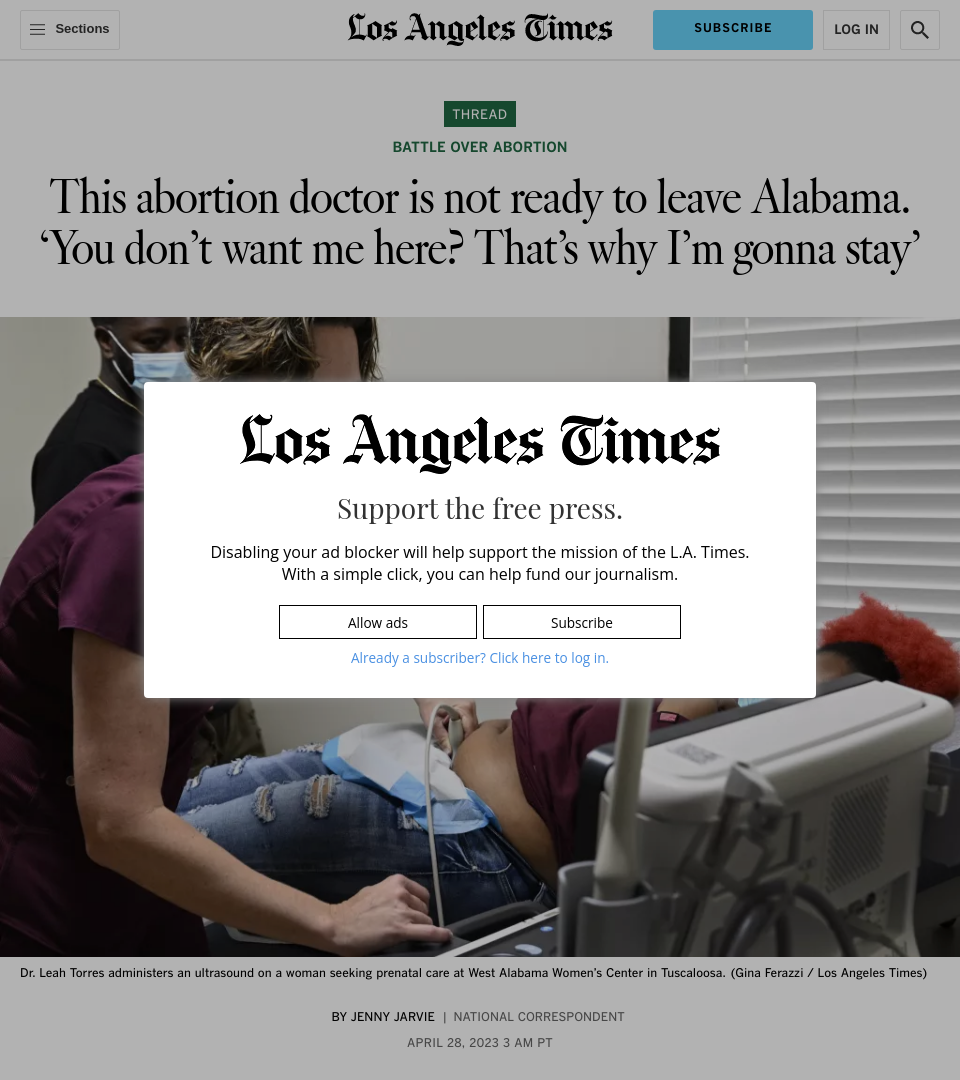 Sections
Los Angeles Times
SUBSCRIBE
LOG IN
THREAD
BATTLE OVER ABORTION
This abortion doctor is not ready to leave Alabama.
‘You don’t want me here? That’s why I’m gonna stay’
Los Angeles Times
Support the free press.
Disabling your ad blocker will help support the mission of the L.A. Times.
With a simple click, you can help fund our journalism.
Allow ads
Subscribe
Already a subscriber? Click here to log in.
Dr. Leah Torres administers an ultrasound on a woman seeking prenatal care at West Alabama Women’s Center in Tuscaloosa. (Gina Ferazzi / Los Angeles Times)
BY JENNY JARVIE | NATIONAL CORRESPONDENT
APRIL 28, 2023 3 AM PT